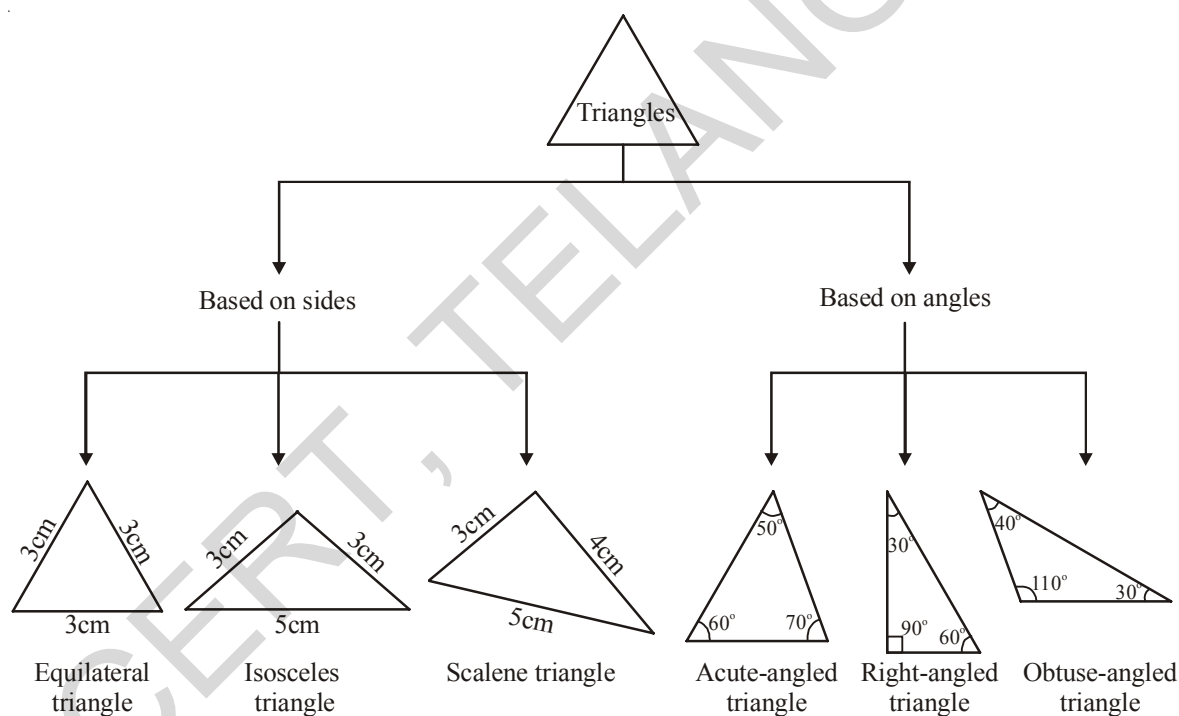 Triangles
Based on sides
Based on angles
3cm
3cm
3cm
3cm
3cm
5cm
3cm
4cm
5cm
50°
60°
70°
30°
90°
60°
40°
110°
30°
Equilateral
triangle
Isosceles
triangle
Scalene triangle
Acute-angled
triangle
Right-angled
triangle
Obtuse-angled
triangle
CERT, TELANG